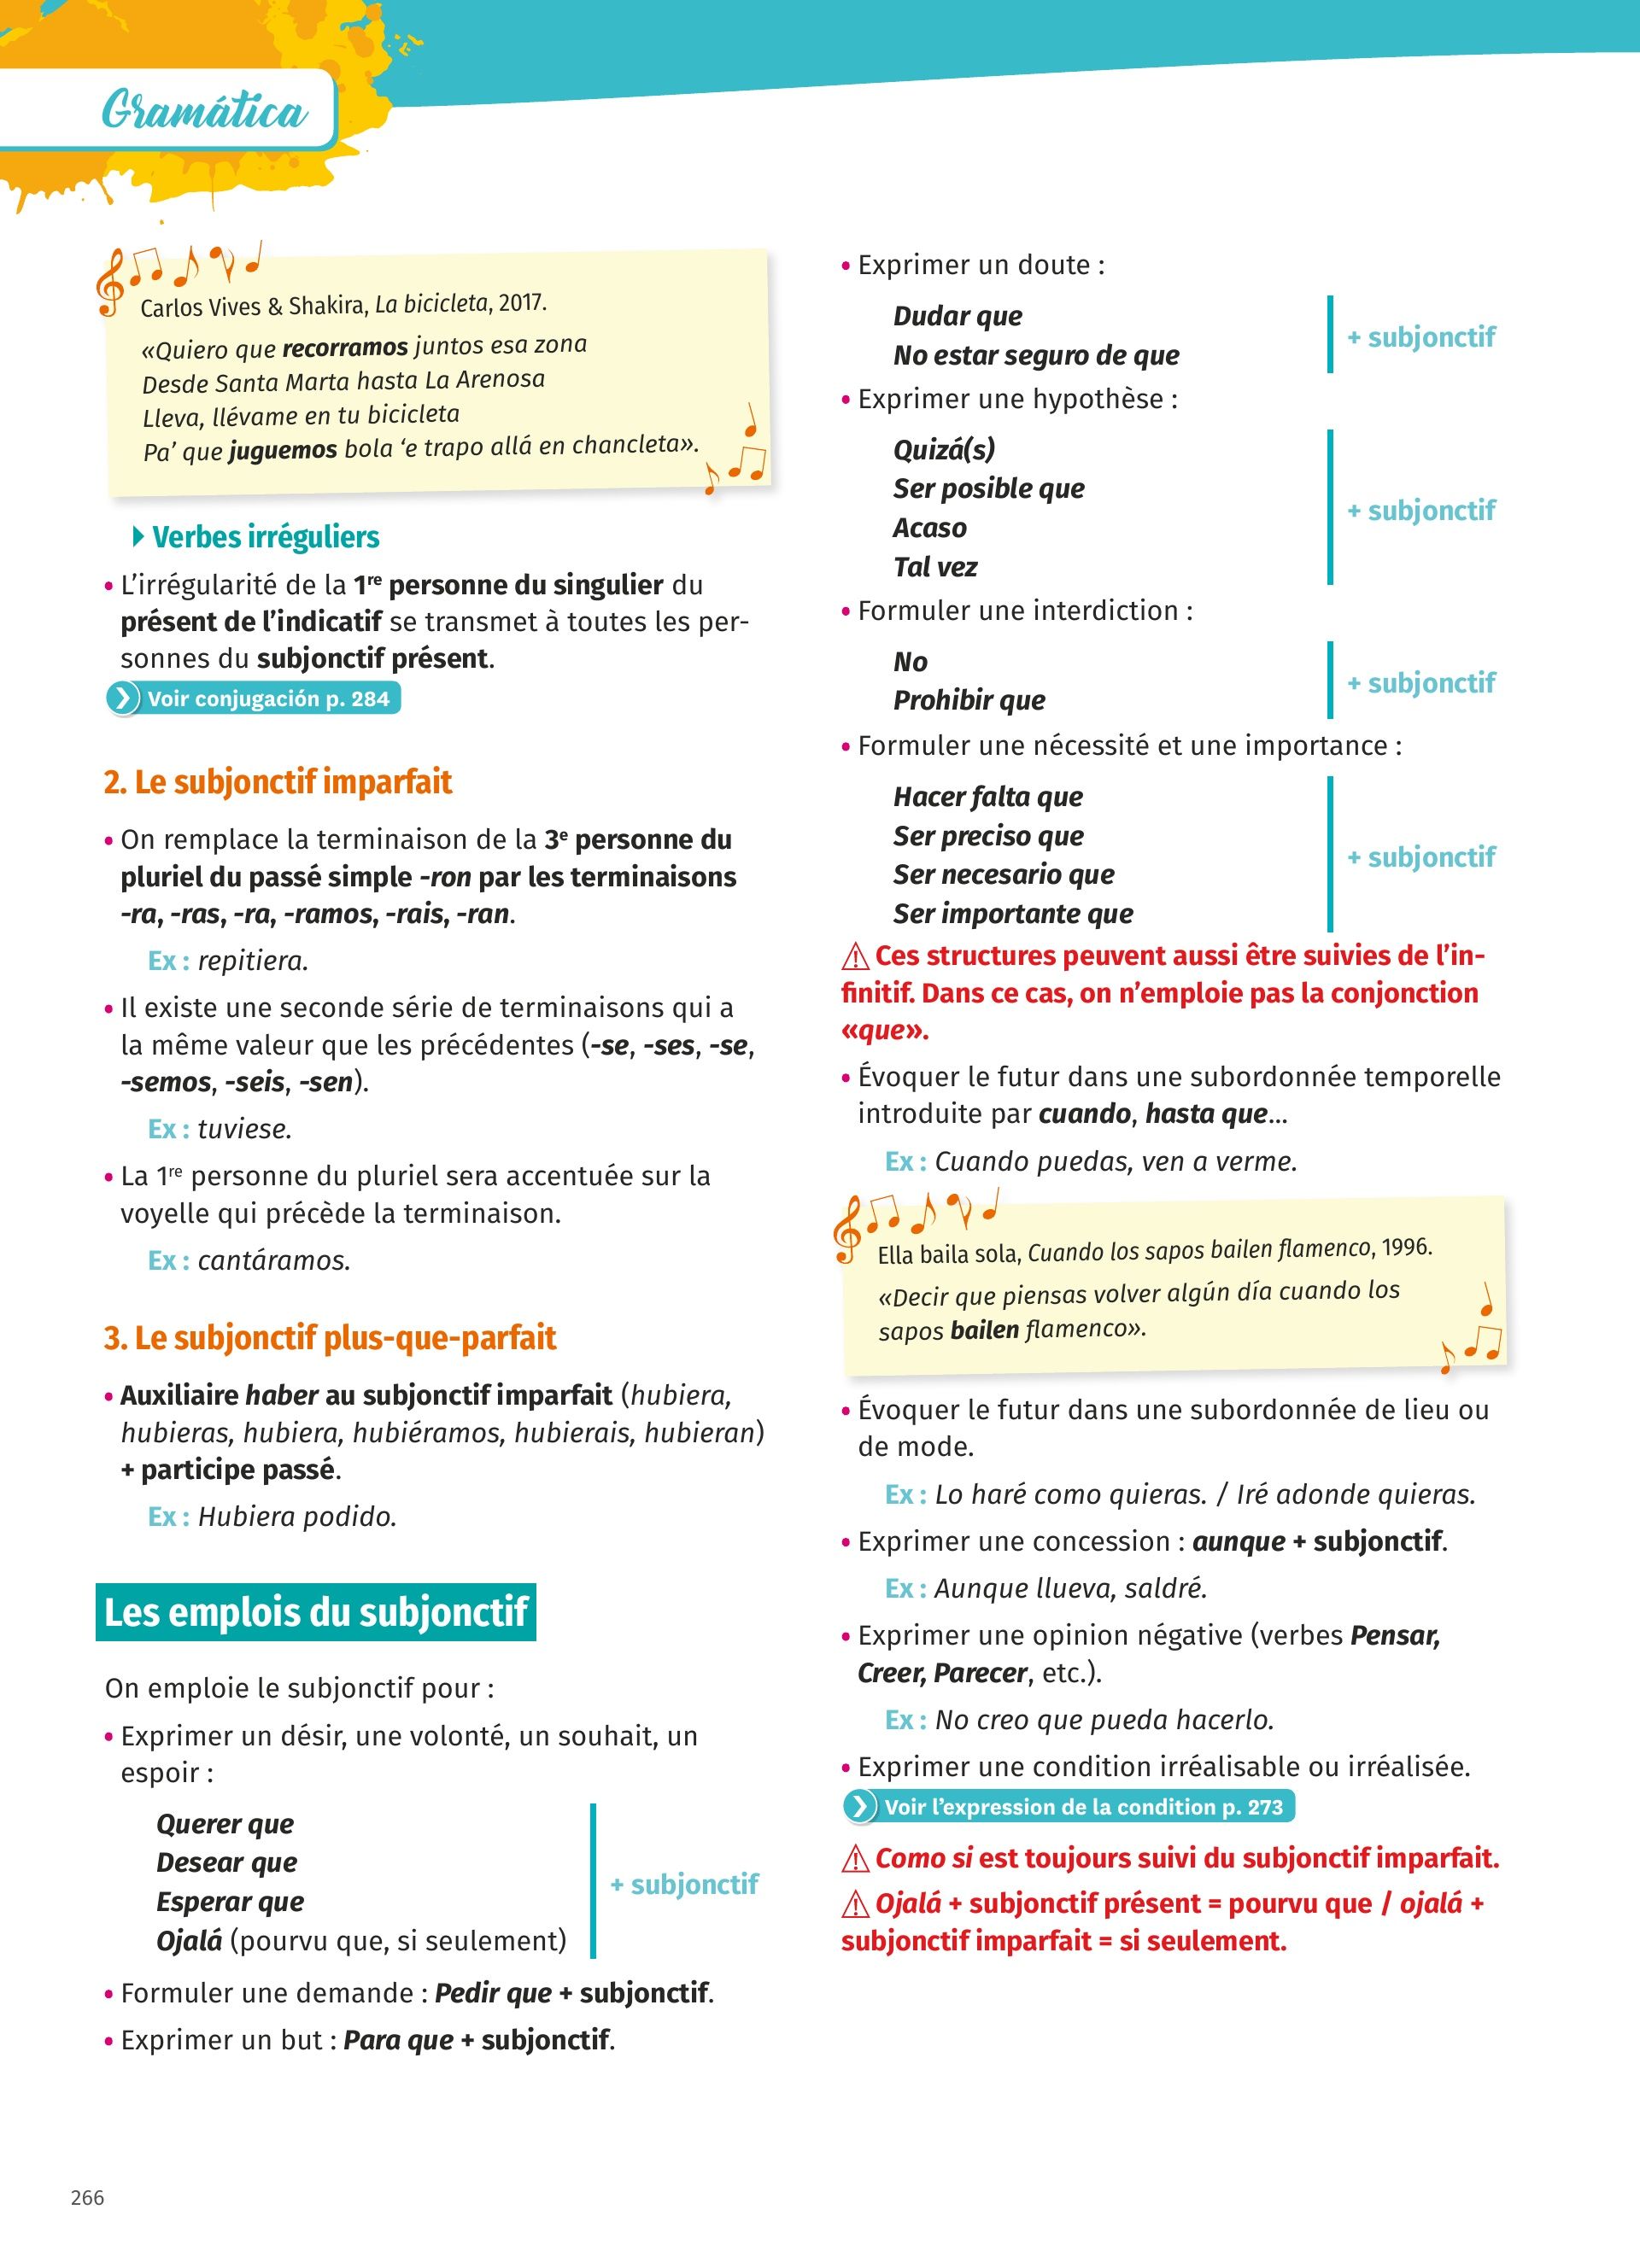 Gramática
Carlos Vives & Shakira, La bicicleta, 2017.
«Quiero que recorramos juntos esa zona
Desde Santa Marta hasta La Arenosa
Lleva, llévame en tu bicicleta
Pa’ que juguemos bola ‘e trapo allá en chancleta».
Verbes irréguliers
• L’irrégularité de la 1re personne du singulier du
présent de l’indicatif se transmet à toutes les per-
sonnes du subjonctif présent.
Voir conjugación p. 284
2. Le subjonctif imparfait
• On remplace la terminaison de la 3e personne du
pluriel du passé simple -ron par les terminaisons
-ra, -ras, -ra, -ramos, -rais, -ran.
Ex : repitiera.
• Il existe une seconde série de terminaisons qui a
la même valeur que les précédentes (-se, -ses, -se,
-semos, -seis, -sen).
Ex : tuviese.
• La 1re personne du pluriel sera accentuée sur la
voyelle qui précède la terminaison.
Ex : cantáramos.
3. Le subjonctif plus-que-parfait
• Auxiliaire haber au subjonctif imparfait (hubiera,
hubieras, hubiera, hubiéramos, hubierais, hubieran)
+ participe passé.
Ex : Hubiera podido.
Les emplois du subjonctif
On emploie le subjonctif pour :
• Exprimer un désir, une volonté, un souhait, un
espoir :
Querer que
Desear que
Esperar que
Ojalá (pourvu que, si seulement)
+ subjonctif
• Formuler une demande : Pedir que + subjonctif.
• Exprimer un but : Para que + subjonctif.
• Exprimer un doute :
Dudar que
No estar seguro de que
+ subjonctif
• Exprimer une hypothèse :
Quizá(s)
Ser posible que
Acaso
Tal vez
+ subjonctif
• Formuler une interdiction :
No
Prohibir que
+ subjonctif
• Formuler une nécessité et une importance :
Hacer falta que
Ser preciso que
Ser necesario que
Ser importante que
+ subjonctif
Ces structures peuvent aussi être suivies de l’in-
finitif. Dans ce cas, on n’emploie pas la conjonction
«que».
• Évoquer le futur dans une subordonnée temporelle
introduite par cuando, hasta que...
Ex : Cuando puedas, ven a verme.
Ella baila sola, Cuando los sapos bailen flamenco, 1996.
«Decir que piensas volver algún día cuando los
sapos bailen flamenco».
• Évoquer le futur dans une subordonnée de lieu ou
de mode.
Ex : Lo haré como quieras. / Iré adonde quieras.
• Exprimer une concession : aunque + subjonctif.
Ex : Aunque llueva, saldré.
• Exprimer une opinion négative (verbes Pensar,
Creer, Parecer, etc.).
Ex : No creo que pueda hacerlo.
• Exprimer une condition irréalisable ou irréalisée.
Voir l’expression de la condition p. 273
Como si est toujours suivi du subjonctif imparfait.
Ojalá + subjonctif présent = pourvu que / ojalá +
subjonctif imparfait = si seulement.
266